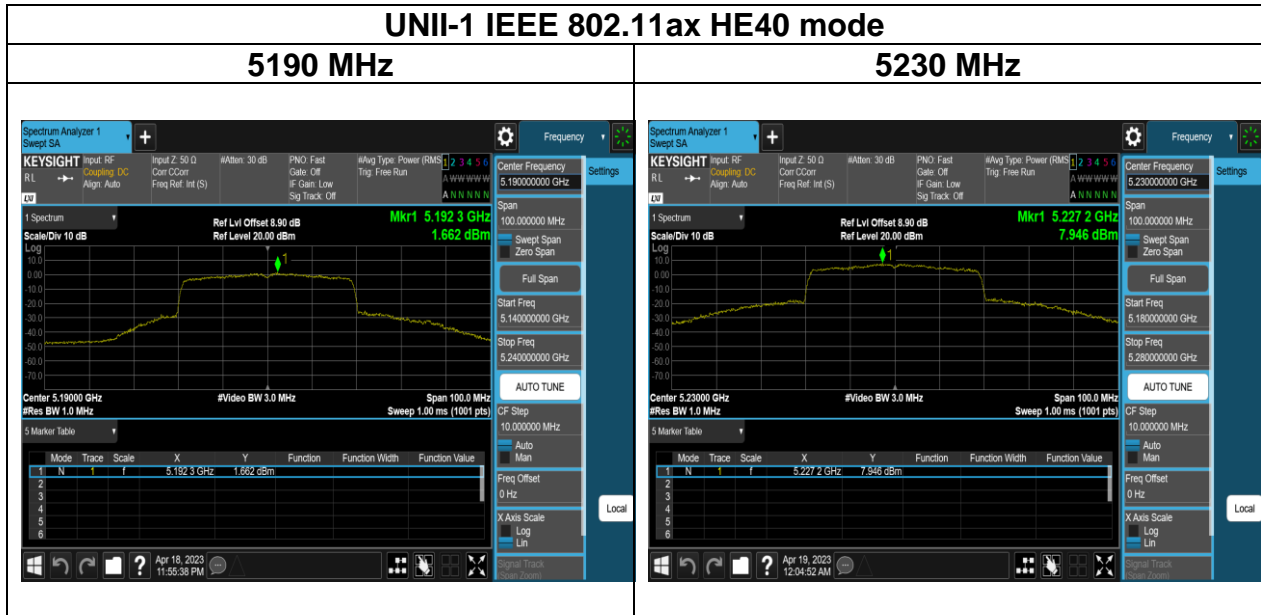 UNII-1 IEEE 802.11ax HE40 mode
5190 MHz
5230 MHz
Spectrum Analyzer 1
Swept SA
+
Frequency
KEYSIGHT
RL
LXI
Input: RF
Coupling: DC
Align: Auto
Input Z: 50 Ω
Corr CCorr
Freq Ref: Int (S)
#Atten: 30 dB
PNO: Fast
Gate: Off
IF Gain: Low
Sig Track: Off
#Avg Type: Power (RMS
Trig: Free Run
1 2 3 4 5 6
A W W W W W
A N N N N N
1 Spectrum
Scale/Div 10 dB
Log
Ref Lvl Offset 8.90 dB
Ref Level 20.00 dBm
Mkr1 5.192 3 GHz
1.662 dBm
1
10.0
0.00
-10.0
-20.0
-30.0
-40.0
-50.0
-60.0
-70.0
Center 5.19000 GHz
#Video BW 3.0 MHz
Span 100.0 MHz
#Res BW 1.0 MHz
Sweep 1.00 ms (1001 pts)
5 Marker Table
Mode Trace Scale X Y Function Function Width Function Value
1 N 1 f 5.192 3 GHz 1.662 dBm
2
3
4
5
6
?
Apr 18, 2023
11:55:38 PM
Center Frequency
5.190000000 GHz
Settings
Span
100.000000 MHz
Swept Span
Zero Span
Full Span
Start Freq
5.140000000 GHz
Stop Freq
5.240000000 GHz
AUTO TUNE
CF Step
10.000000 MHz
Auto
Man
Freq Offset
0 Hz
Local
X Axis Scale
Log
Lin
Signal Track
(Span Zoom)
Spectrum Analyzer 1
Swept SA
+
Frequency
KEYSIGHT
RL
LXI
Input: RF
Coupling: DC
Align: Auto
Input Z: 50 Ω
Corr CCorr
Freq Ref: Int (S)
#Atten: 30 dB
PNO: Fast
Gate: Off
IF Gain: Low
Sig Track: Off
#Avg Type: Power (RMS
Trig: Free Run
1 2 3 4 5 6
A W W W W W
A N N N N N
1 Spectrum
Scale/Div 10 dB
Log
Ref Lvl Offset 8.90 dB
Ref Level 20.00 dBm
Mkr1 5.227 2 GHz
7.946 dBm
1
10.0
0.00
-10.0
-20.0
-30.0
-40.0
-50.0
-60.0
-70.0
Center 5.23000 GHz
#Video BW 3.0 MHz
Span 100.0 MHz
#Res BW 1.0 MHz
Sweep 1.00 ms (1001 pts)
5 Marker Table
Mode Trace Scale X Y Function Function Width Function Value
1 N 1 f 5.227 2 GHz 7.946 dBm
2
3
4
5
6
?
Apr 19, 2023
12:04:52 AM
Center Frequency
5.230000000 GHz
Settings
Span
100.000000 MHz
Swept Span
Zero Span
Full Span
Start Freq
5.180000000 GHz
Stop Freq
5.280000000 GHz
AUTO TUNE
CF Step
10.000000 MHz
Auto
Man
Freq Offset
0 Hz
Local
X Axis Scale
Log
Lin
Signal Track
(Span Zoom)